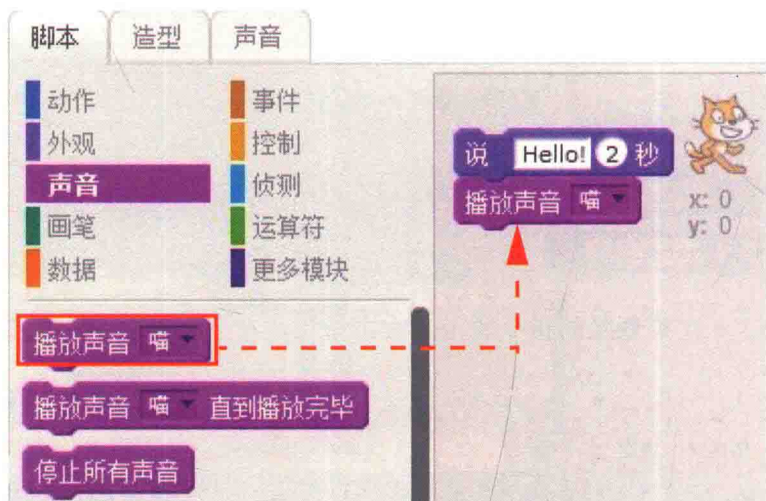 脚本 造型 声音
动作 事件
外观 控制
声音 侦测
画笔 运算符
数据 更多模块
播放声音 喵
播放声音 喵 直到播放完毕
停止所有声音
说 Hello! 2 秒
播放声音 喵
x: 0
y: 0